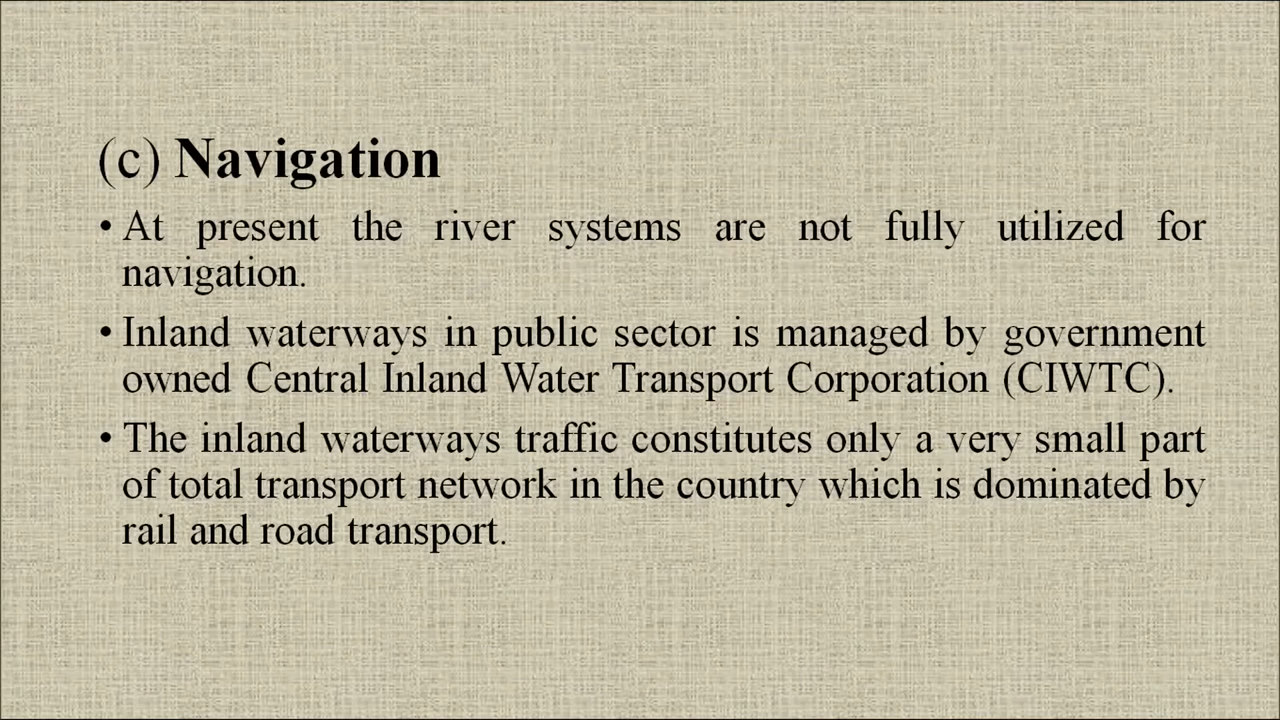 (c) Navigation
• At present the river systems are not fully utilized for
navigation.
• Inland waterways in public sector is managed by government
owned Central Inland Water Transport Corporation (CIWTC).
• The inland waterways traffic constitutes only a very small part
of total transport network in the country which is dominated by
rail and road transport.